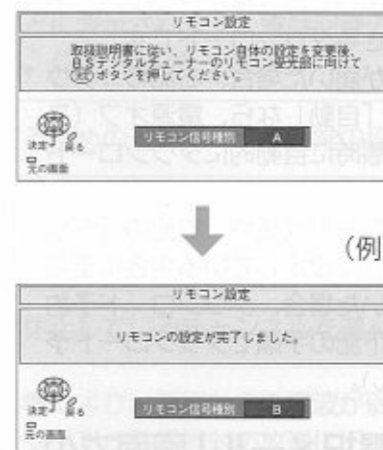 リモコン設定
取扱説明書に従い、リモコン自体の設定を変更後、
BSデジタルチューナーのリモコン受光部に向けて
決定ボタンを押してください。
リモコン信号種別 A
決定 戻る
元の画面
(例
リモコン設定
リモコンの設定が完了しました。
リモコン信号種別 B
決定 戻る
元の画面